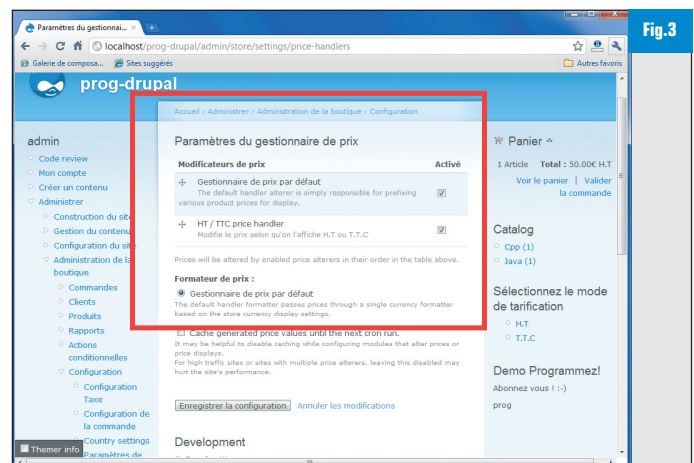 Fig.3
Paramètres du gestionnai... ×
localhost/prog-drupal/admin/store/settings/price-handlers
Galerie de composa...
Sites suggérés
Autres favoris
prog-drupal
Accueil › Administrer › Administration de la boutique › Configuration
admin
Code review
Mon compte
Créer un contenu
Administrer
Construction du site
Gestion du contenu
Configuration du site
Administration de la
boutique
Commandes
Clients
Produits
Rapports
Actions
conditionnelles
Configuration
Configuration
Taxe
Configuration de
la commande
Country settings
Paramètres de
Themer info
Paramètres du gestionnaire de prix
Modificateurs de prix Activé
Gestionnaire de prix par défaut
The default handler alterer is simply responsible for prefixing
various product prices for display.
HT / TTC price handler
Modifie le prix selon qu'on l'affiche H.T ou T.T.C
Prices will be altered by enabled price alterers in their order in the table above.
Formateur de prix :
Gestionnaire de prix par défaut
The default handler formatter passes prices through a single currency formatter
based on the store currency display settings.
Cache generated price values until the next cron run.
It may be helpful to disable caching while configuring modules that alter prices or
price displays.
For high traffic sites or sites with multiple price alterers, leaving this disabled may
hurt the site's performance.
Enregistrer la configuration Annuler les modifications
Development
Panier
1 Article Total : 50.00€ H.T
Voir le panier | Valider
la commande
Catalog
Cpp (1)
Java (1)
Sélectionnez le mode
de tarification
H.T
T.T.C
Demo Programmez!
Abonnez vous ! :-)
prog